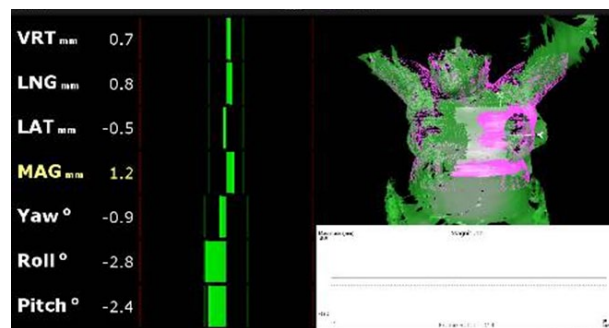 VRT mm 0.7
LNG mm 0.8
LAT mm -0.5
MAG mm 1.2
Yaw º -0.9
Roll º -2.8
Pitch º -2.4